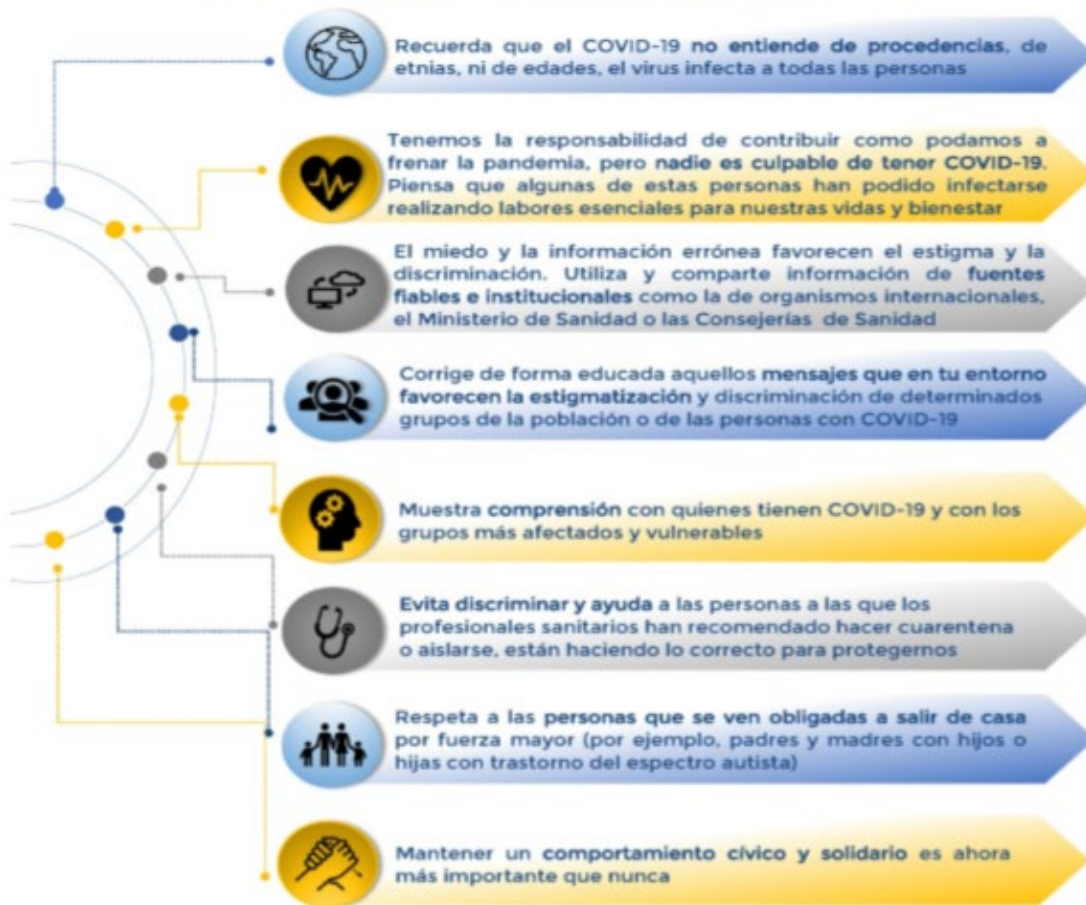 Recuerda que el COVID-19 no entiende de procedencias, de
etnias, ni de edades, el virus infecta a todas las personas
Tenemos la responsabilidad de contribuir como podamos a
frenar la pandemia, pero nadie es culpable de tener COVID-19.
Piensa que algunas de estas personas han podido infectarse
realizando labores esenciales para nuestras vidas y bienestar
El miedo y la información errónea favorecen el estigma y la
discriminación. Utiliza y comparte información de fuentes
fiables e institucionales como la de organismos internacionales,
el Ministerio de Sanidad o las Consejerías de Sanidad
Corrige de forma educada aquellos mensajes que en tu entorno
favorecen la estigmatización y discriminación de determinados
grupos de la población o de las personas con COVID-19
Muestra comprensión con quienes tienen COVID-19 y con los
grupos más afectados y vulnerables
Evita discriminar y ayuda a las personas a las que los
profesionales sanitarios han recomendado hacer cuarentena
o aislarse, están haciendo lo correcto para protegernos
Respeta a las personas que se ven obligadas a salir de casa
por fuerza mayor (por ejemplo, padres y madres con hijos o
hijas con trastorno del espectro autista)
Mantener un comportamiento cívico y solidario es ahora
más importante que nunca